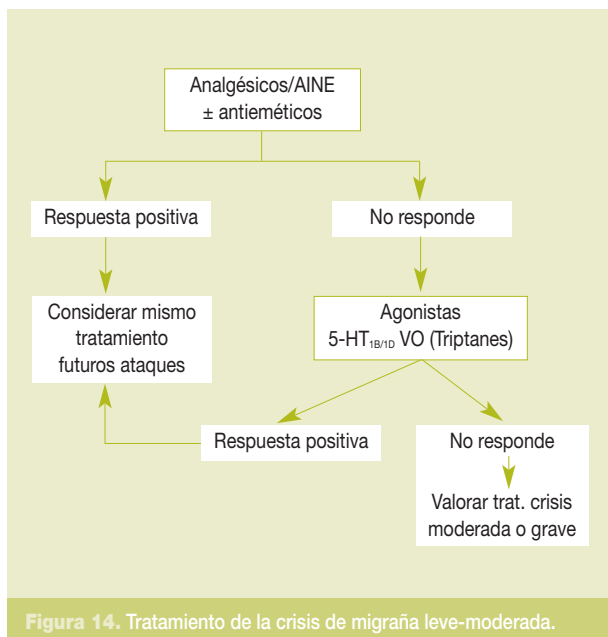 Analgésicos/AINE
± antieméticos
Respuesta positiva
No responde
Considerar mismo
tratamiento
futuros ataques
Agonistas
5-HT1B/1D VO (Triptanes)
Respuesta positiva
No responde
Valorar trat. crisis
moderada o grave
Figura 14. Tratamiento de la crisis de migraña leve-moderada.